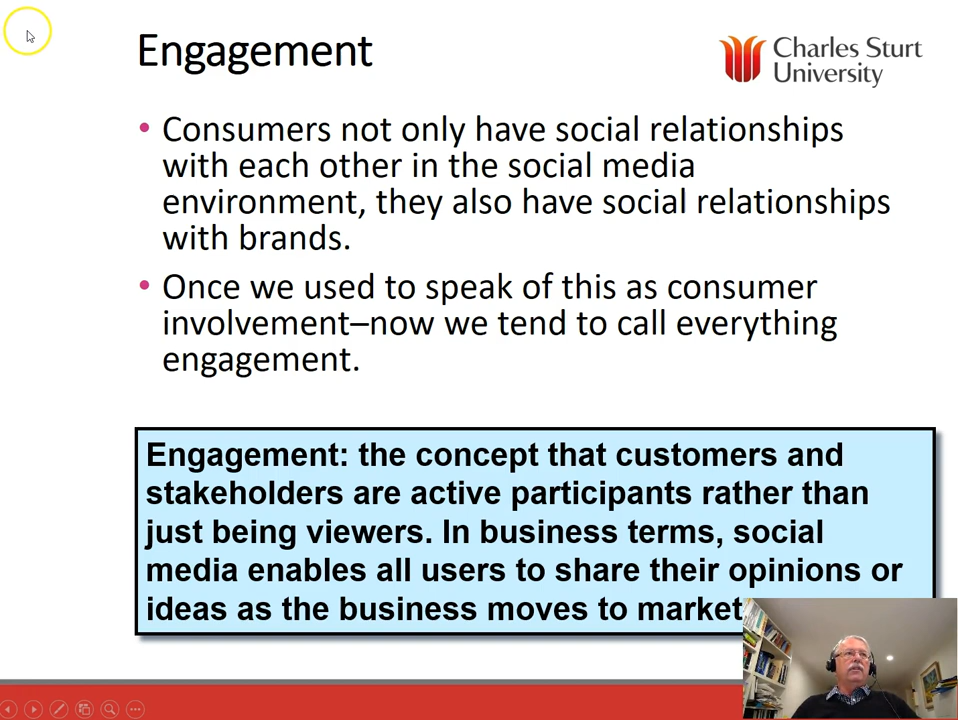 Engagement
Charles Sturt
University
• Consumers not only have social relationships
with each other in the social media
environment, they also have social relationships
with brands.
• Once we used to speak of this as consumer
involvement–now we tend to call everything
engagement.
Engagement: the concept that customers and
stakeholders are active participants rather than
just being viewers. In business terms, social
media enables all users to share their opinions or
ideas as the business moves to market